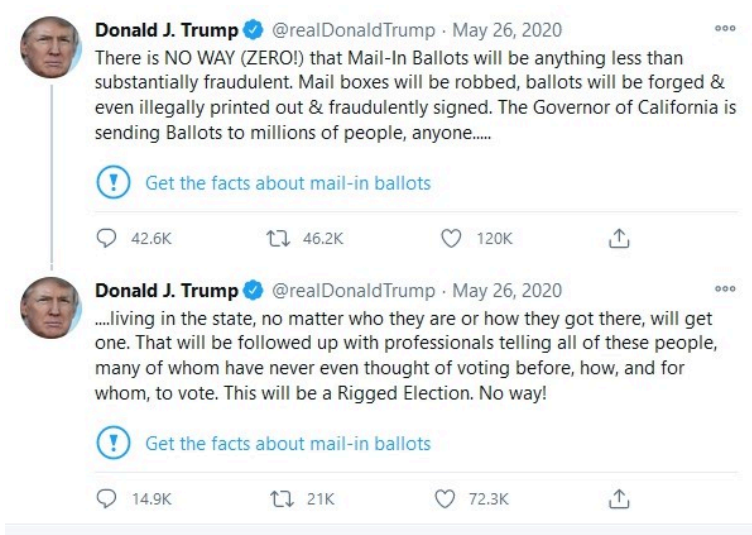 Donald J. Trump @realDonaldTrump · May 26, 2020
There is NO WAY (ZERO!) that Mail-In Ballots will be anything less than
substantially fraudulent. Mail boxes will be robbed, ballots will be forged &
even illegally printed out & fraudulently signed. The Governor of California is
sending Ballots to millions of people, anyone.....
Get the facts about mail-in ballots
42.6K 46.2K 120K
Donald J. Trump @realDonaldTrump · May 26, 2020
....living in the state, no matter who they are or how they got there, will get
one. That will be followed up with professionals telling all of these people,
many of whom have never even thought of voting before, how, and for
whom, to vote. This will be a Rigged Election. No way!
Get the facts about mail-in ballots
14.9K 21K 72.3K